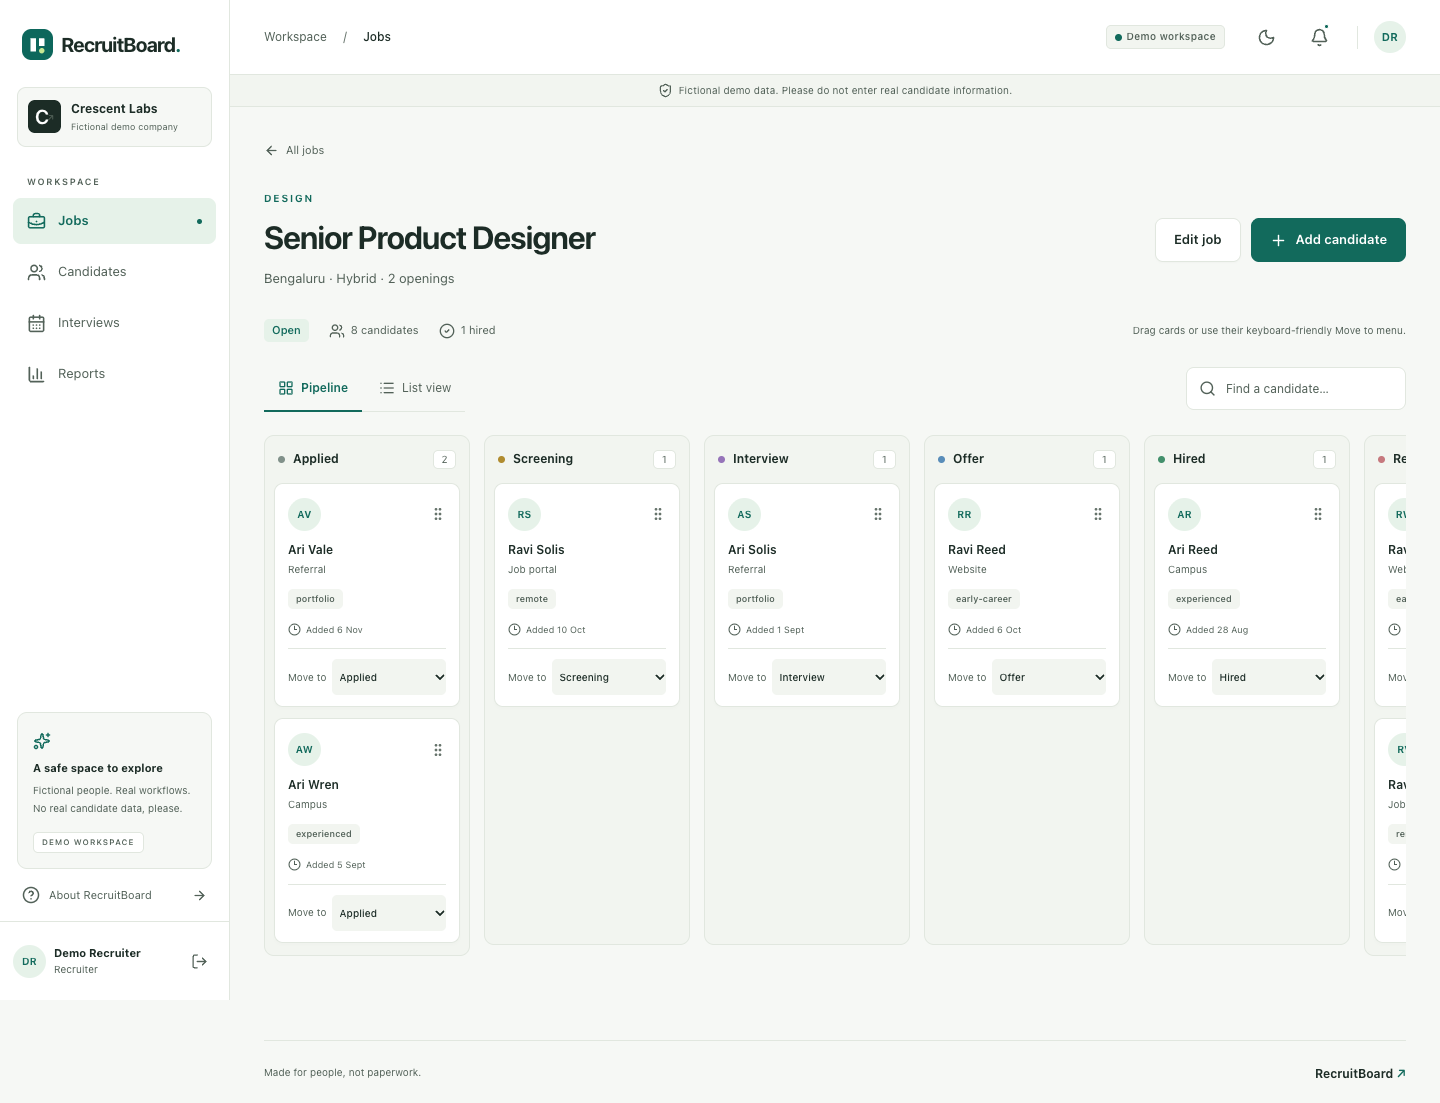 RecruitBoard.
C
Crescent Labs
Fictional demo company
WORKSPACE
Jobs
Candidates
Interviews
Reports
A safe space to explore
Fictional people. Real workflows.
No real candidate data, please.
DEMO WORKSPACE
About RecruitBoard
DR
Demo Recruiter
Recruiter
Workspace / Jobs
Demo workspace
DR
Fictional demo data. Please do not enter real candidate information.
All jobs
DESIGN
Senior Product Designer
Bengaluru · Hybrid · 2 openings
Edit job
Add candidate
Open
8 candidates
1 hired
Drag cards or use their keyboard-friendly Move to menu.
Pipeline
List view
Find a candidate...
Applied 2
AV
Ari Vale
Referral
portfolio
Added 6 Nov
Move to Applied
AW
Ari Wren
Campus
experienced
Added 5 Sept
Move to Applied
Screening 1
RS
Ravi Solis
Job portal
remote
Added 10 Oct
Move to Screening
Interview 1
AS
Ari Solis
Referral
portfolio
Added 1 Sept
Move to Interview
Offer 1
RR
Ravi Reed
Website
early-career
Added 6 Oct
Move to Offer
Hired 1
AR
Ari Reed
Campus
experienced
Added 28 Aug
Move to Hired
Made for people, not paperwork.
RecruitBoard